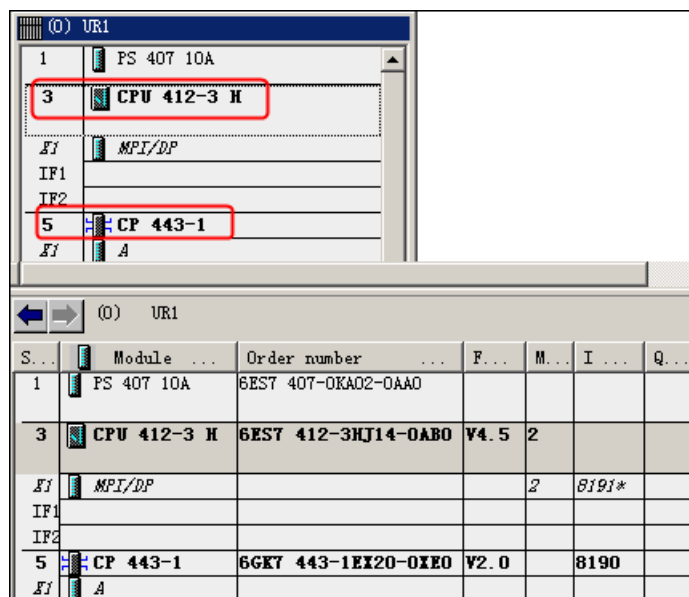 (0) UR1
1 PS 407 10A
3 CPU 412-3 H
X1 MPI/DP
IF1
IF2
5 CP 443-1
X1 A
(0) UR1
S... Module ... Order number ... F... M... I ... Q...
1 PS 407 10A 6ES7 407-0KA02-0AA0
3 CPU 412-3 H 6ES7 412-3HJ14-0AB0 V4.5 2
X1 MPI/DP 2 8191*
IF1
IF2
5 CP 443-1 6GK7 443-1EX20-0XE0 V2.0 8190
X1 A